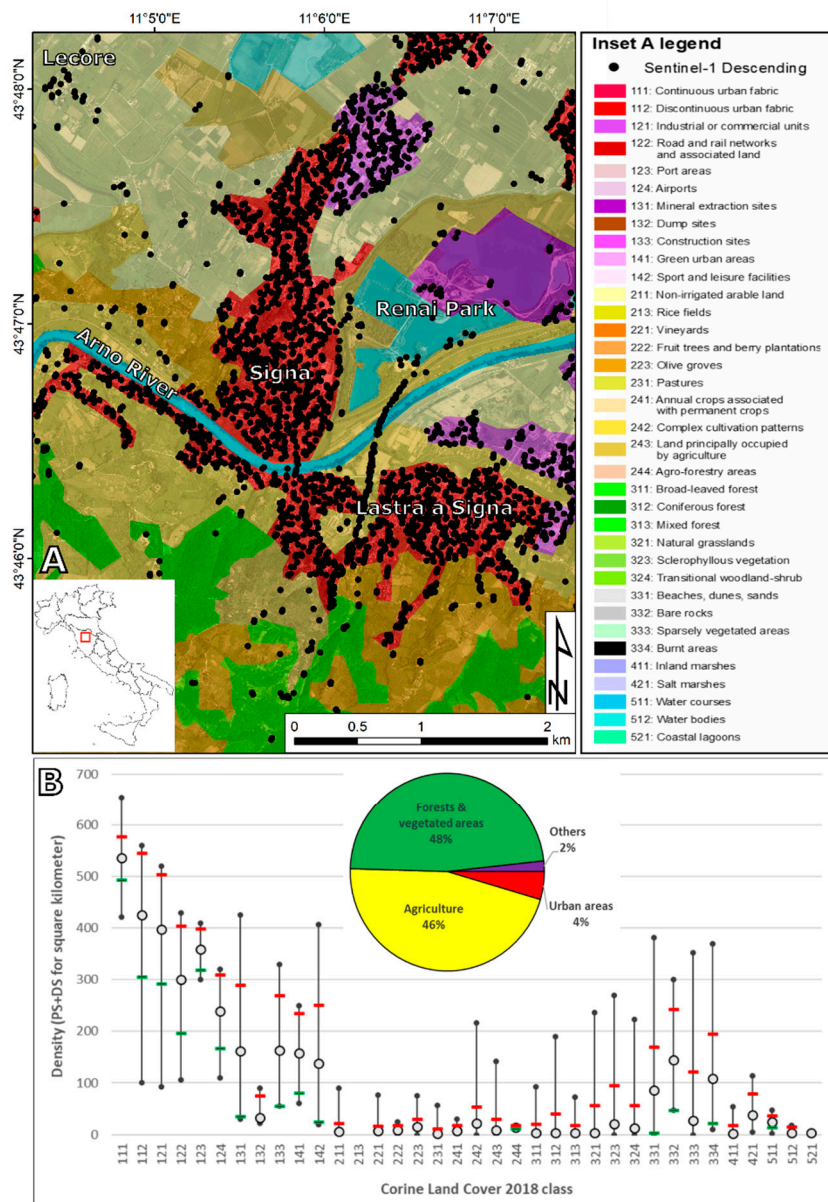 11°5'0"E 11°6'0"E 11°7'0"E
Lecore
43°48'0"N
Renai Park
43°47'0"N
Arno River
Signa
Lastra a Signa
43°46'0"N
A
N
0 0.5 1 2
km
Inset A legend
Sentinel-1 Descending
111: Continuous urban fabric
112: Discontinuous urban fabric
121: Industrial or commercial units
122: Road and rail networks
and associated land
123: Port areas
124: Airports
131: Mineral extraction sites
132: Dump sites
133: Construction sites
141: Green urban areas
142: Sport and leisure facilities
211: Non-irrigated arable land
213: Rice fields
221: Vineyards
222: Fruit trees and berry plantations
223: Olive groves
231: Pastures
241: Annual crops associated
with permanent crops
242: Complex cultivation patterns
243: Land principally occupied
by agriculture
244: Agro-forestry areas
311: Broad-leaved forest
312: Coniferous forest
313: Mixed forest
321: Natural grasslands
323: Sclerophyllous vegetation
324: Transitional woodland-shrub
331: Beaches, dunes, sands
332: Bare rocks
333: Sparsely vegetated areas
334: Burnt areas
411: Inland marshes
421: Salt marshes
511: Water courses
512: Water bodies
521: Coastal lagoons
B
Density (PS+DS for square kilometer)
700
600
500
400
300
200
100
0
Forests &
vegetated areas
48%
Others
2%
Urban areas
4%
Agriculture
46%
111 112 121 122 123 124 131 132 133 141 142 211 213 221 222 223 231 241 242 243 244 311 312 313 321 323 324 331 332 333 334 411 421 511 512 521
Corine Land Cover 2018 class